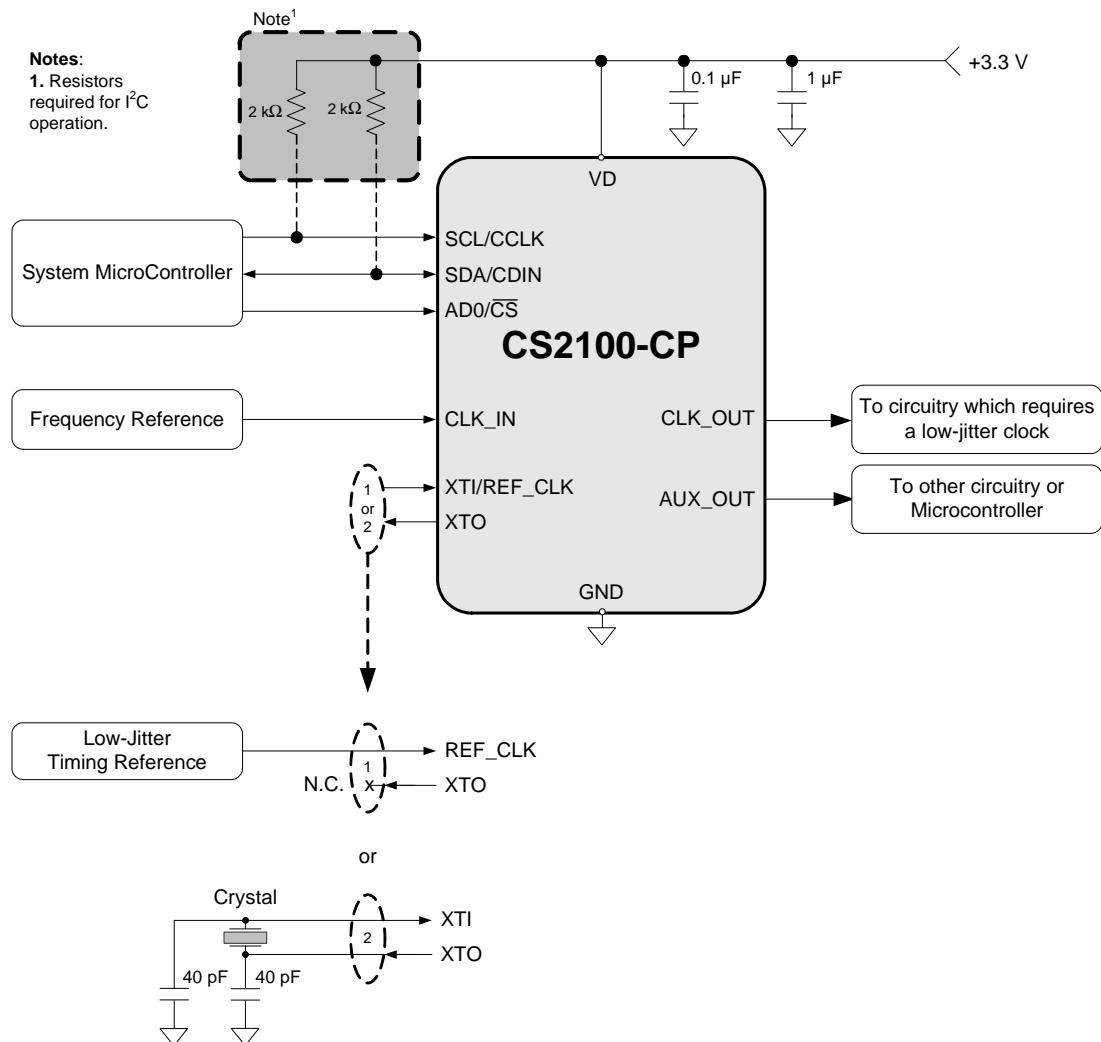 Note¹
Notes:
1. Resistors
required for I²C
operation.
2 kΩ
2 kΩ
0.1 µF
1 µF
+3.3 V
VD
System MicroController
SCL/CCLK
SDA/CDIN
AD0/C̅S̅
CS2100-CP
Frequency Reference
CLK_IN
CLK_OUT
To circuitry which requires
a low-jitter clock
1
or
2
XTI/REF_CLK
XTO
AUX_OUT
To other circuitry or
Microcontroller
GND
Low-Jitter
Timing Reference
1
REF_CLK
N.C.
x
XTO
or
Crystal
2
XTI
XTO
40 pF
40 pF